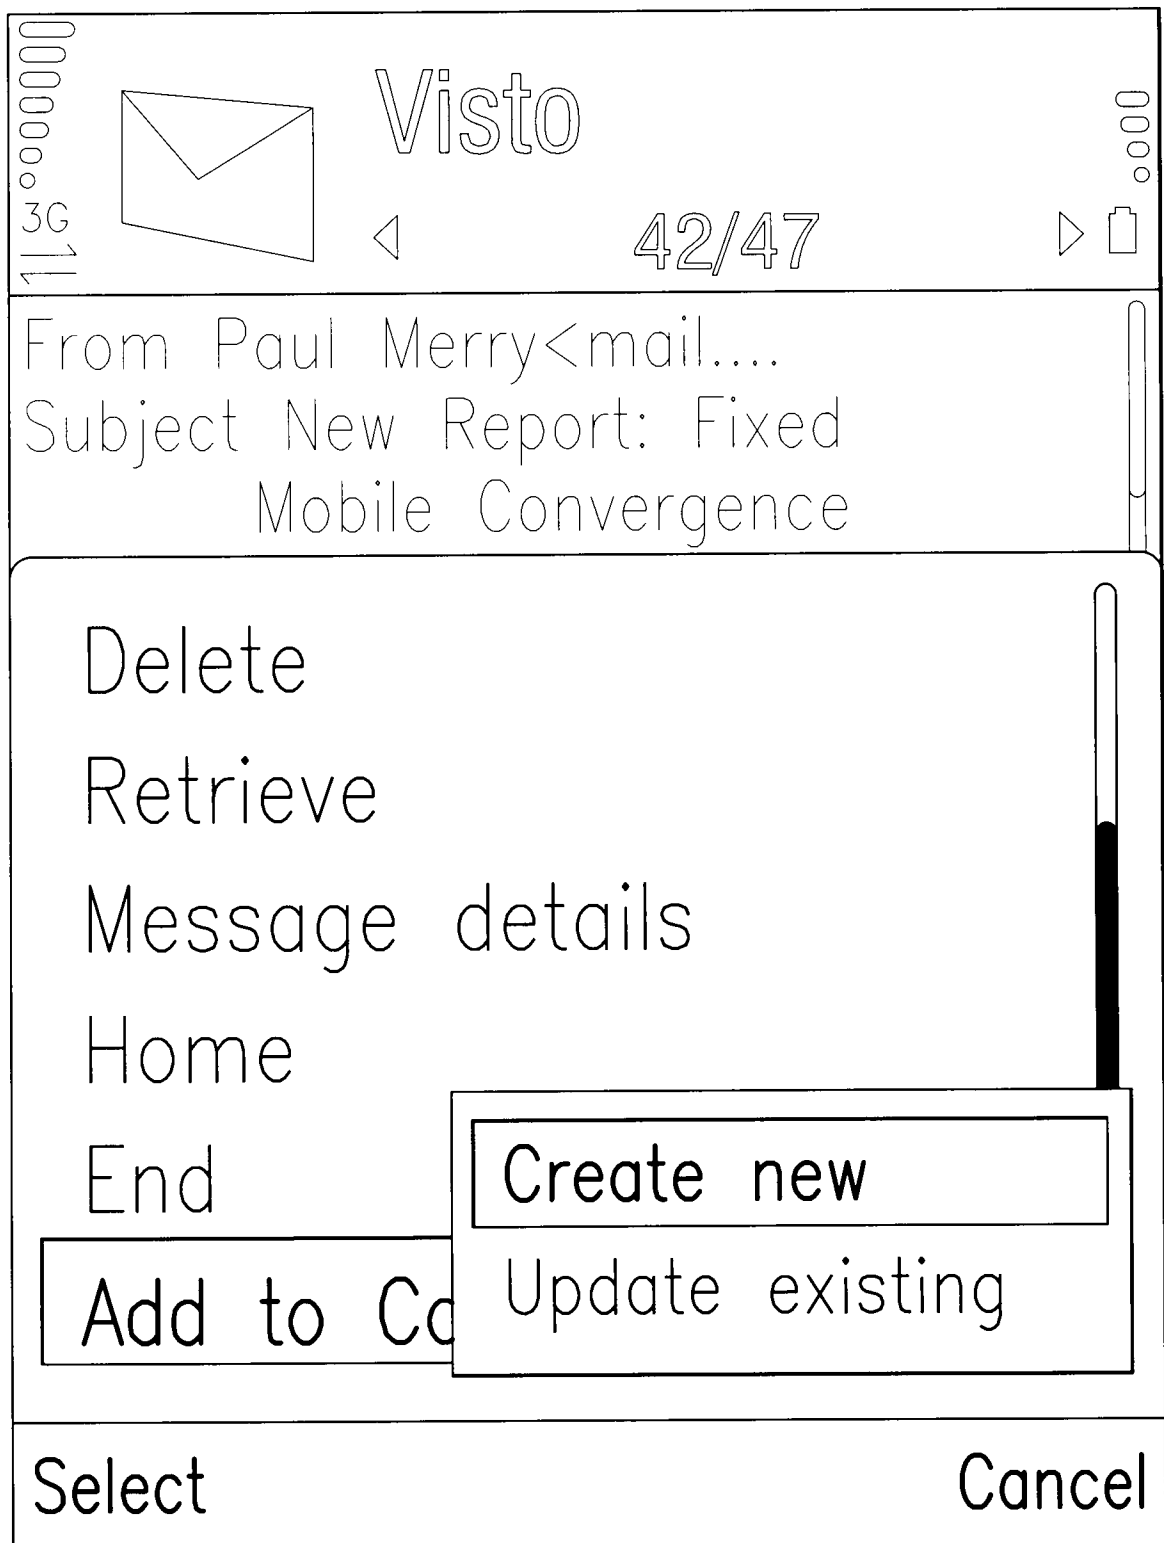 Visto
3G
42/47
From Paul Merry<mail....
Subject New Report: Fixed
Mobile Convergence
Delete
Retrieve
Message details
Home
End
Create new
Add to Co
Update existing
Select
Cancel